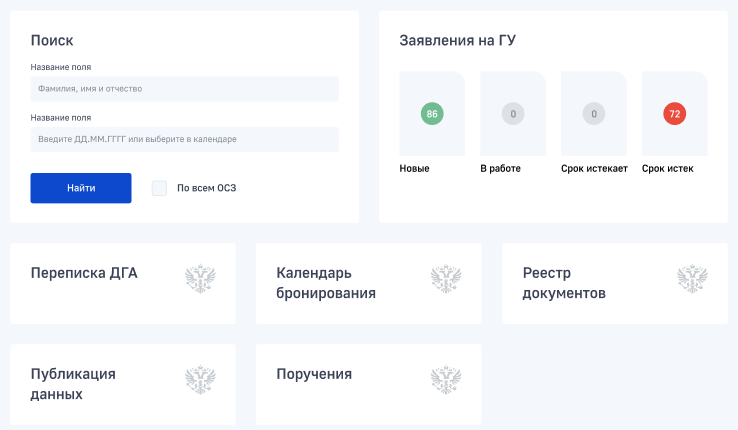 Поиск
Название поля
Фамилия, имя и отчество
Название поля
Введите ДД.ММ.ГГГГ или выберите в календаре
Найти
По всем ОСЗ
Заявления на ГУ
86
0
0
72
Новые
В работе
Срок истекает
Срок истек
Переписка ДГА
Календарь
бронирования
Реестр
документов
Публикация
данных
Поручения